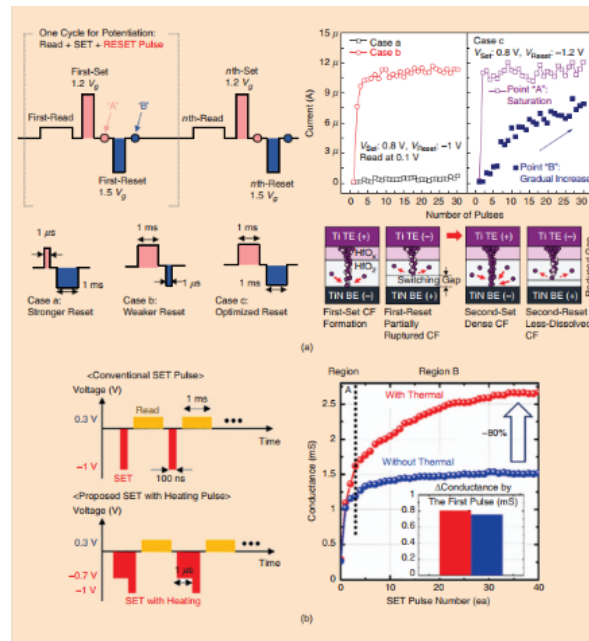 One Cycle for Potentiation:
Read + SET + RESET Pulse
First-Set
1.2 Vg
nth-Set
1.2 Vg
First-Read
'A'
'B'
nth-Read
First-Reset
1.5 Vg
nth-Reset
1.5 Vg
1 μs
1 ms
Case a:
Stronger
Reset
1 ms
1 μs
Case b:
Weaker
Reset
1 ms
1 ms
Case c:
Optimized
Reset
15 μ
12 μ
9 μ
6 μ
3 μ
0
Current (A)
Case a
Case b
VSet: 0.8 V, VReset: −1 V
Read at 0.1 V
Case c
VSet: 0.8 V, VReset: −1.2 V
Point "A":
Saturation
Point "B":
Gradual Increase
0 5 10 15 20 25 30 0 5 10 15 20 25 30
Number of Pulses
Ti TE (+)
HfOx
HfO2
TiN BE (−)
First-Set CF
Formation
Ti TE (−)
Switching Gap
TiN BE (+)
First-Reset
Partially
Ruptured CF
Ti TE (+)
TiN BE (−)
Second-Set
Dense CF
Ti TE (−)
TiN BE (+)
Second-Reset
Less-Dissolved
CF
(a)
<Conventional SET Pulse>
Voltage (V)
Read
1 ms
0.3 V
Time
−1 V
SET
100 ns
<Proposed SET with Heating Pulse>
Voltage (V)
0.3 V
Time
−0.7 V
−1 V
1 μs
SET with Heating
Region
A
Region B
With Thermal
~80%
Without Thermal
ΔConductance by
The First Pulse (mS)
0.8
0.6
0.4
0.2
0
Conductance (mS)
2.5
2.0
1.5
1.0
0.5
0.0
0 10 20 30 40
SET Pulse Number (ea)
(b)